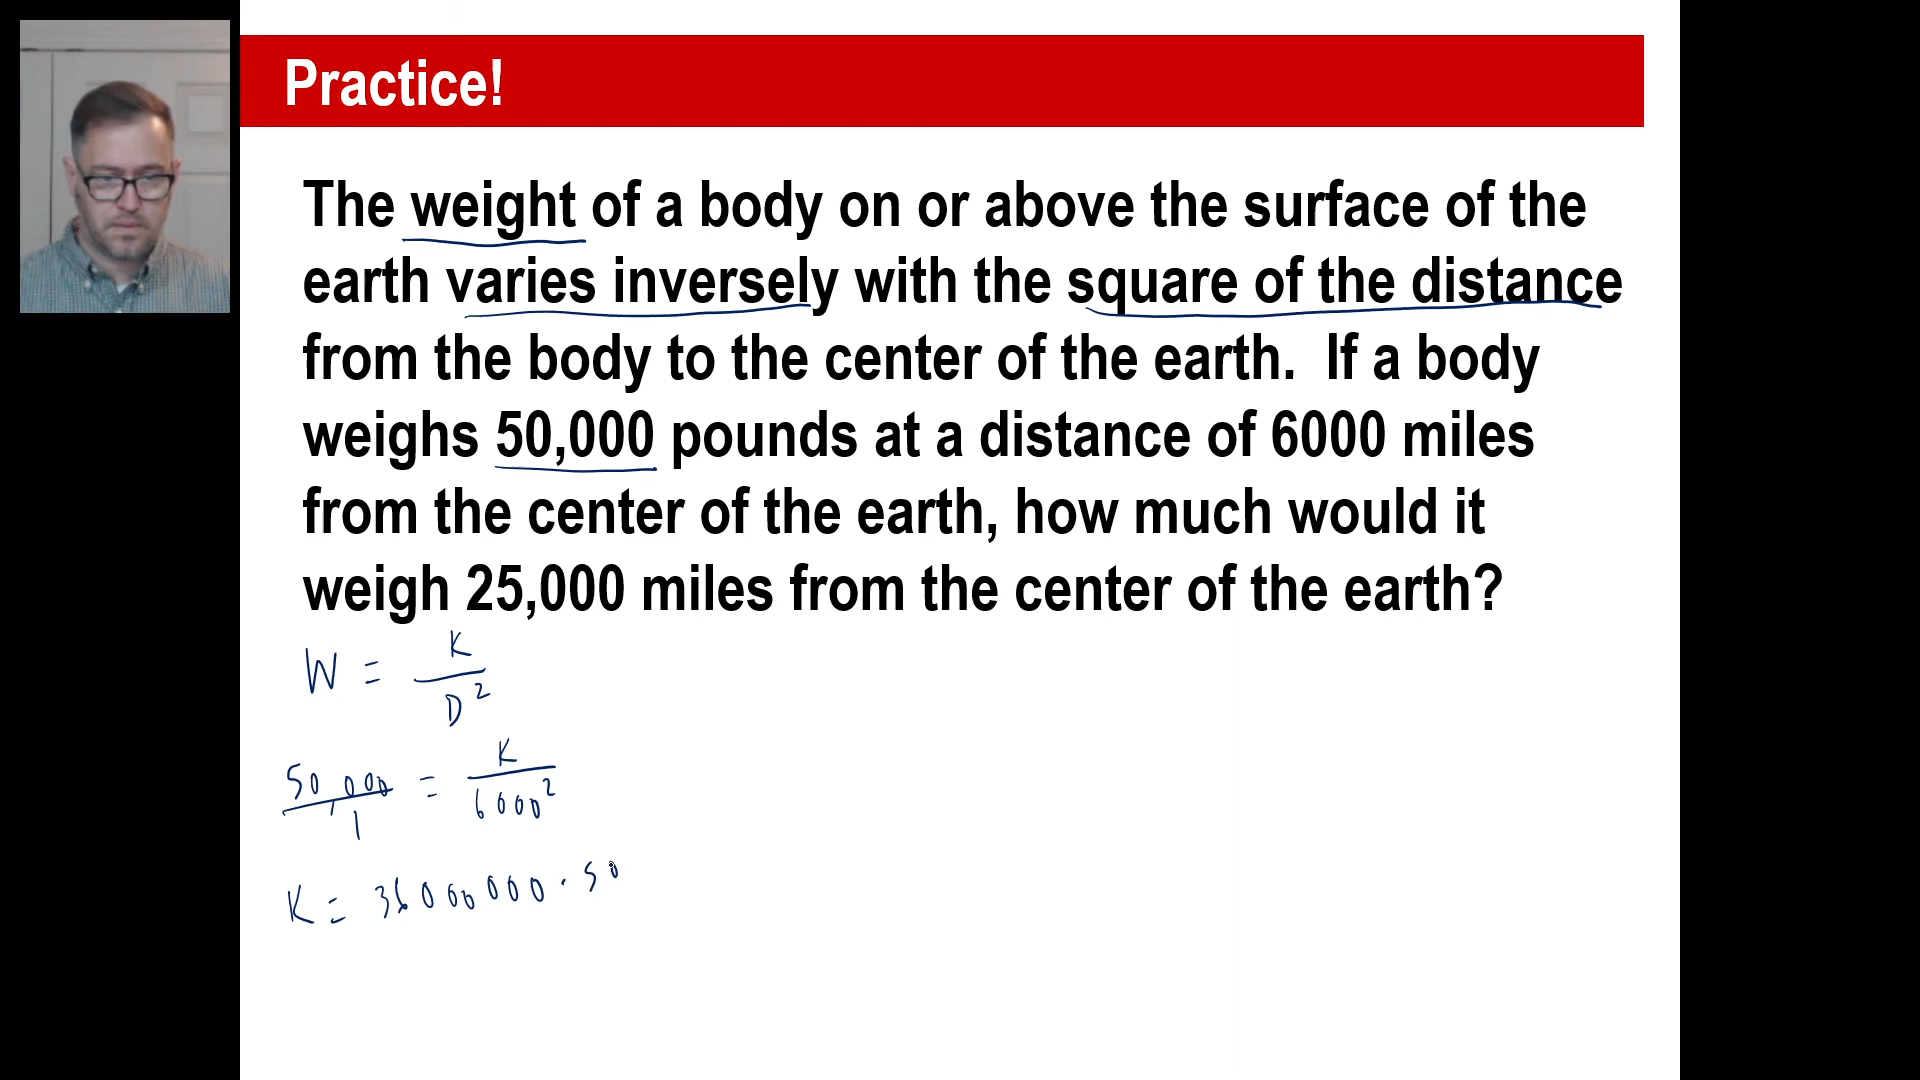 Practice!
The weight of a body on or above the surface of the
earth varies inversely with the square of the distance
from the body to the center of the earth. If a body
weighs 50,000 pounds at a distance of 6000 miles
from the center of the earth, how much would it
weigh 25,000 miles from the center of the earth?
W = K / D²
50,000 / 1 = K / 6000²
K = 36000000 · 50